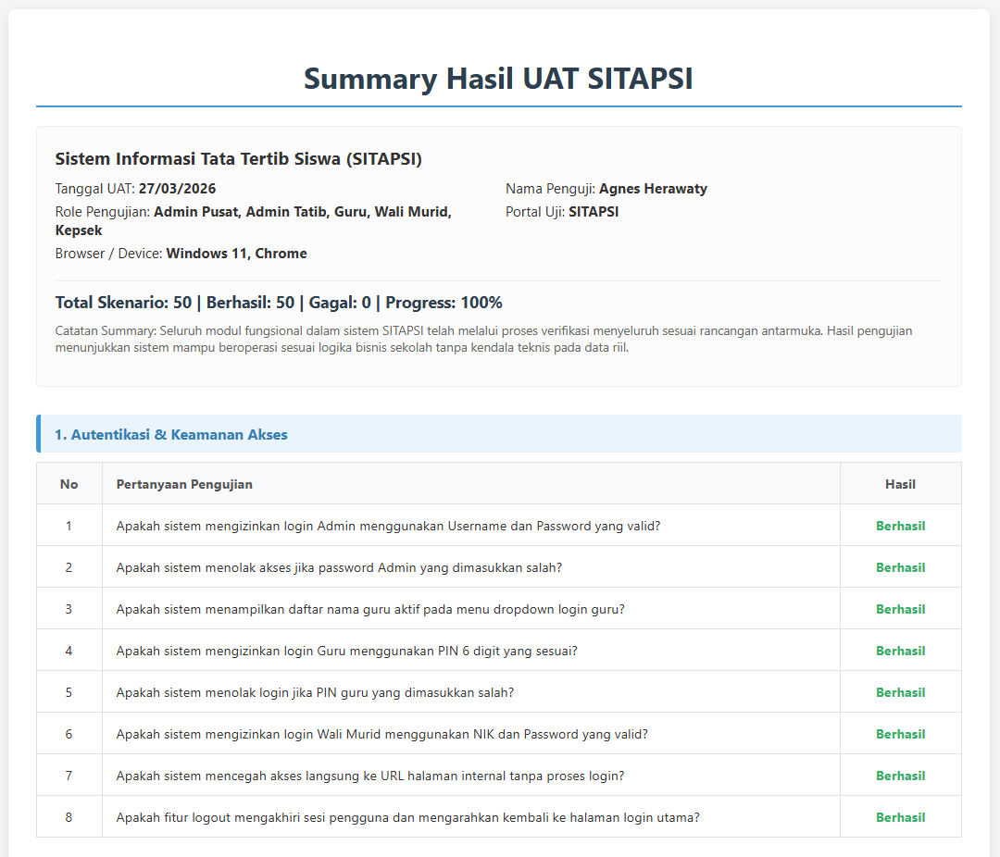 Summary Hasil UAT SITAPSI
Sistem Informasi Tata Tertib Siswa (SITAPSI)
Tanggal UAT: 27/03/2026
Nama Penguji: Agnes Herawaty
Role Pengujian: Admin Pusat, Admin Tatib, Guru, Wali Murid,
Kepsek
Portal Uji: SITAPSI
Browser / Device: Windows 11, Chrome
Total Skenario: 50 | Berhasil: 50 | Gagal: 0 | Progress: 100%
Catatan Summary: Seluruh modul fungsional dalam sistem SITAPSI telah melalui proses verifikasi menyeluruh sesuai rancangan antarmuka. Hasil pengujian
menunjukkan sistem mampu beroperasi sesuai logika bisnis sekolah tanpa kendala teknis pada data riil.
1. Autentikasi & Keamanan Akses
No Pertanyaan Pengujian Hasil
1 Apakah sistem mengizinkan login Admin menggunakan Username dan Password yang valid? Berhasil
2 Apakah sistem menolak akses jika password Admin yang dimasukkan salah? Berhasil
3 Apakah sistem menampilkan daftar nama guru aktif pada menu dropdown login guru? Berhasil
4 Apakah sistem mengizinkan login Guru menggunakan PIN 6 digit yang sesuai? Berhasil
5 Apakah sistem menolak login jika PIN guru yang dimasukkan salah? Berhasil
6 Apakah sistem mengizinkan login Wali Murid menggunakan NIK dan Password yang valid? Berhasil
7 Apakah sistem mencegah akses langsung ke URL halaman internal tanpa proses login? Berhasil
8 Apakah fitur logout mengakhiri sesi pengguna dan mengarahkan kembali ke halaman login utama? Berhasil